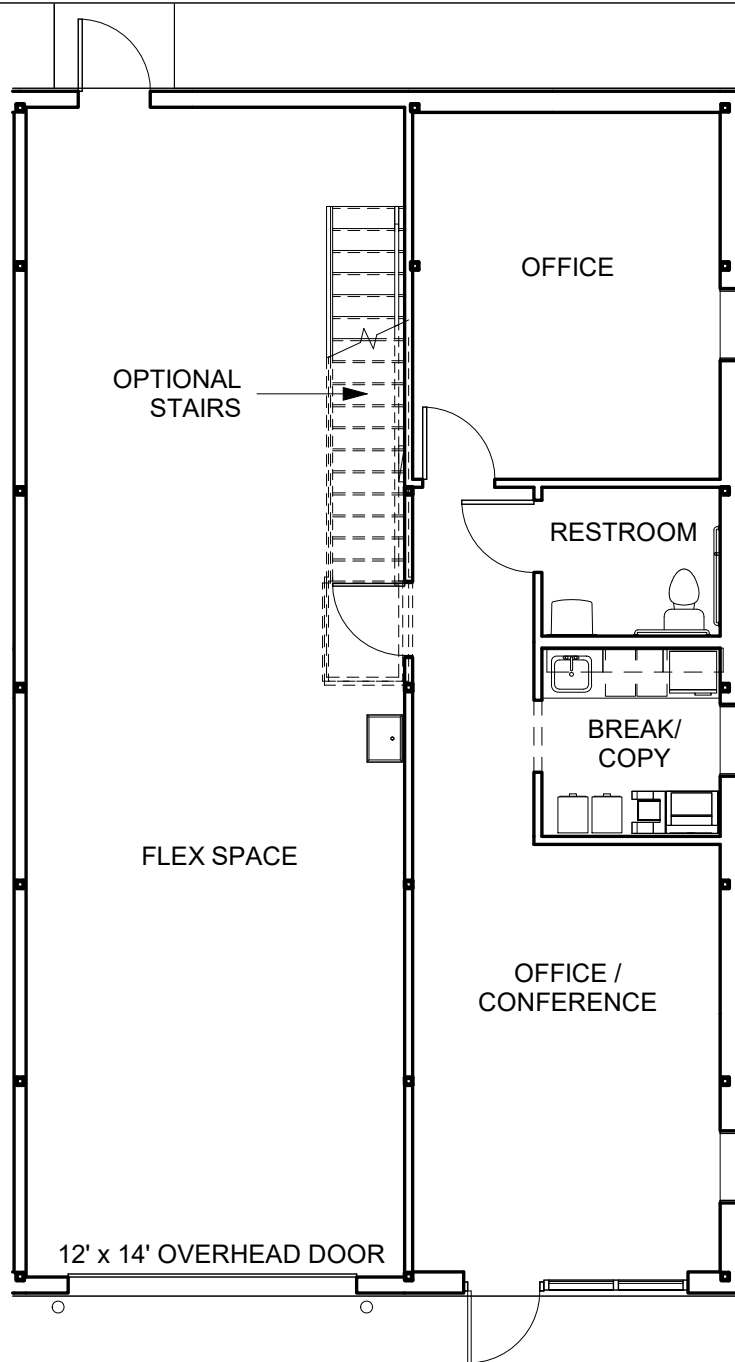 OFFICE
OPTIONAL
STAIRS
RESTROOM
BREAK/
COPY
FLEX SPACE
OFFICE /
CONFERENCE
12' x 14' OVERHEAD DOOR